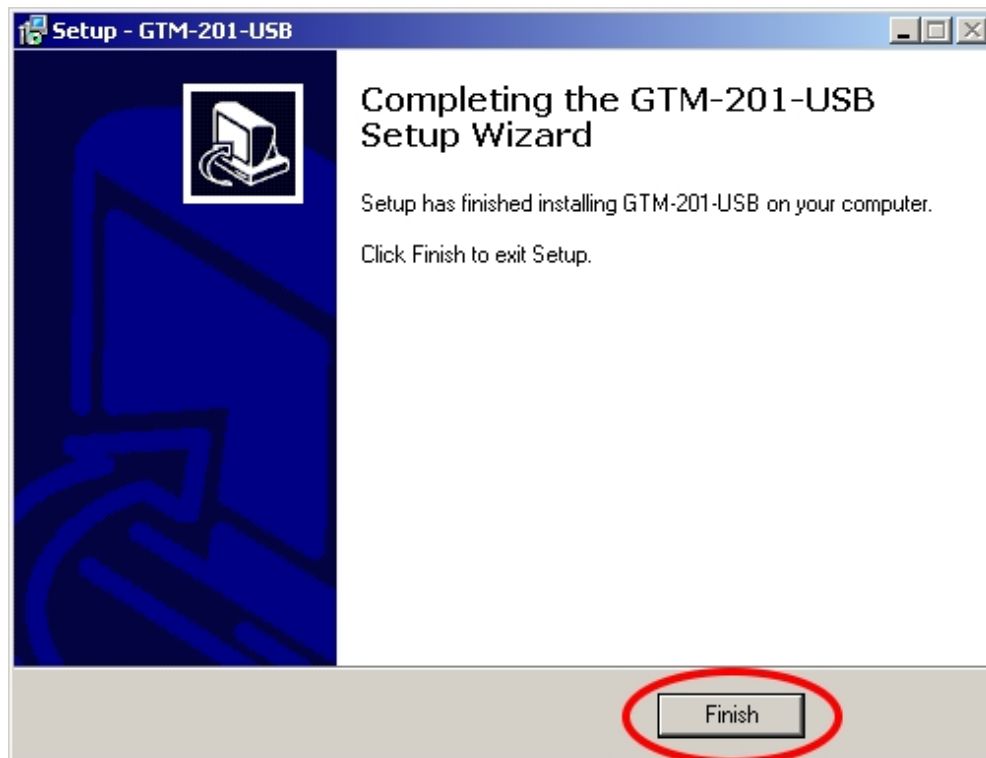 Setup - GTM-201-USB
Completing the GTM-201-USB
Setup Wizard
Setup has finished installing GTM-201-USB on your computer.
Click Finish to exit Setup.
Finish